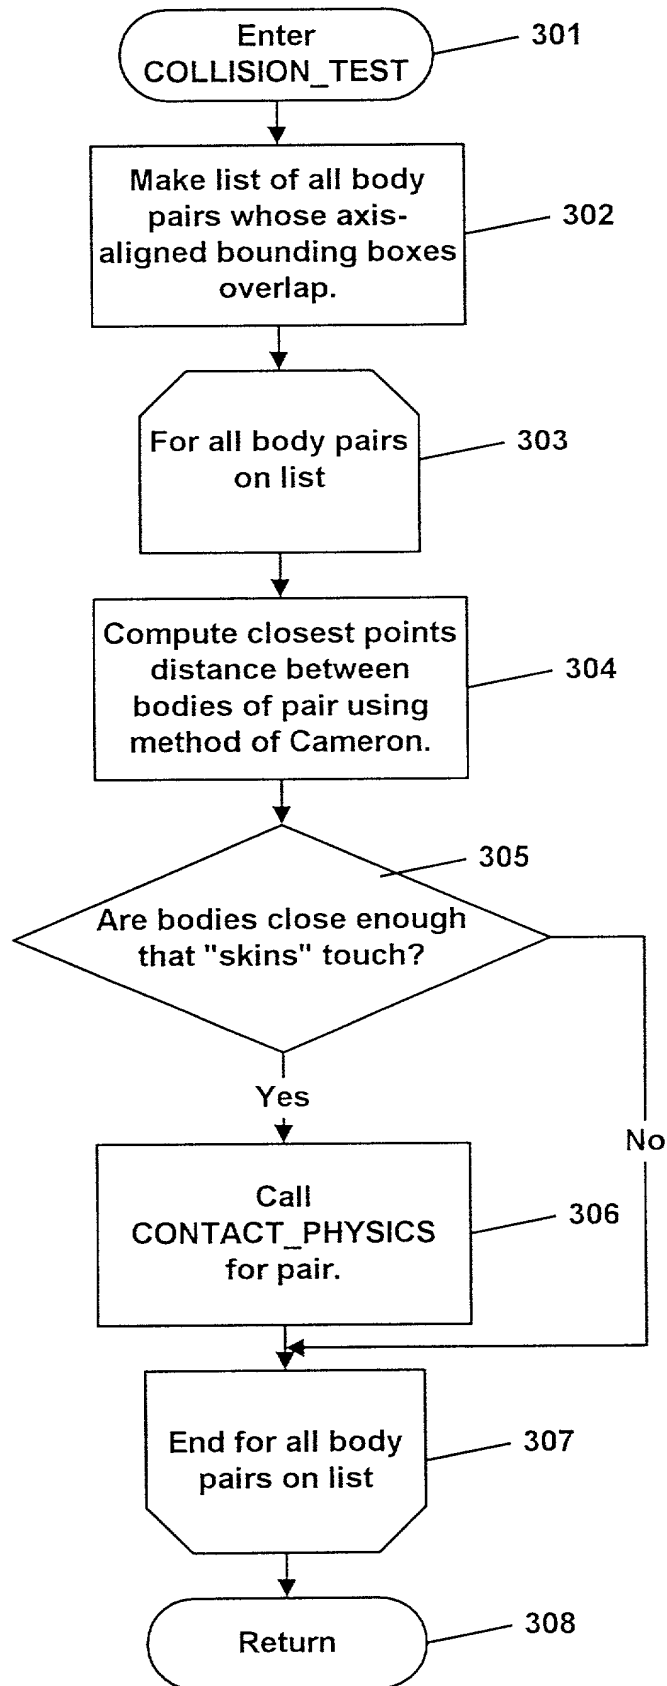 Enter
COLLISION_TEST
301
Make list of all body
pairs whose axis-
aligned bounding boxes
overlap.
302
For all body pairs
on list
303
Compute closest points
distance between
bodies of pair using
method of Cameron.
304
305
Are bodies close enough
that "skins" touch?
Yes
No
Call
CONTACT_PHYSICS
for pair.
306
End for all body
pairs on list
307
Return
308